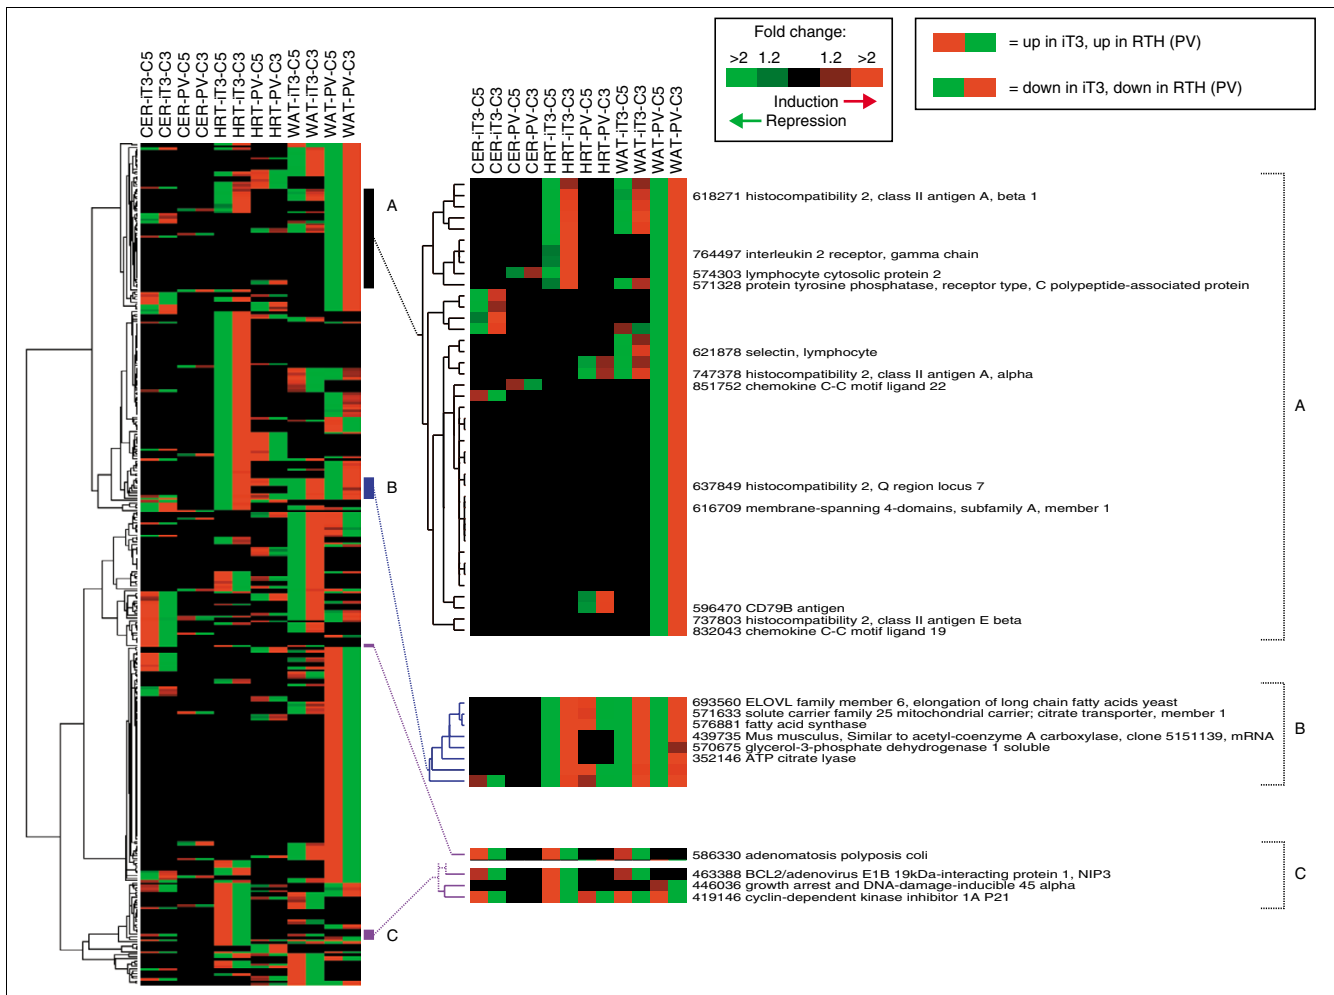 CER-iT3-C5
CER-iT3-C3
CER-PV-C5
CER-PV-C3
HRT-iT3-C5
HRT-iT3-C3
HRT-PV-C5
HRT-PV-C3
WAT-iT3-C5
WAT-iT3-C3
WAT-PV-C5
WAT-PV-C3
A
B
C
CER-iT3-C5
CER-iT3-C3
CER-PV-C5
CER-PV-C3
HRT-iT3-C5
HRT-iT3-C3
HRT-PV-C5
HRT-PV-C3
WAT-iT3-C5
WAT-iT3-C3
WAT-PV-C5
WAT-PV-C3
Fold change:
>2 1.2 1.2 >2
Induction
Repression
= up in iT3, up in RTH (PV)
= down in iT3, down in RTH (PV)
618271 histocompatibility 2, class II antigen A, beta 1
764497 interleukin 2 receptor, gamma chain
574303 lymphocyte cytosolic protein 2
571328 protein tyrosine phosphatase, receptor type, C polypeptide-associated protein
621878 selectin, lymphocyte
747378 histocompatibility 2, class II antigen A, alpha
851752 chemokine C-C motif ligand 22
637849 histocompatibility 2, Q region locus 7
616709 membrane-spanning 4-domains, subfamily A, member 1
596470 CD79B antigen
737803 histocompatibility 2, class II antigen E beta
832043 chemokine C-C motif ligand 19
A
693560 ELOVL family member 6, elongation of long chain fatty acids yeast
571633 solute carrier family 25 mitochondrial carrier; citrate transporter, member 1
576881 fatty acid synthase
439735 Mus musculus, Similar to acetyl-coenzyme A carboxylase, clone 5151139, mRNA
570675 glycerol-3-phosphate dehydrogenase 1 soluble
352146 ATP citrate lyase
B
586330 adenomatosis polyposis coli
463388 BCL2/adenovirus E1B 19kDa-interacting protein 1, NIP3
446036 growth arrest and DNA-damage-inducible 45 alpha
419146 cyclin-dependent kinase inhibitor 1A P21
C